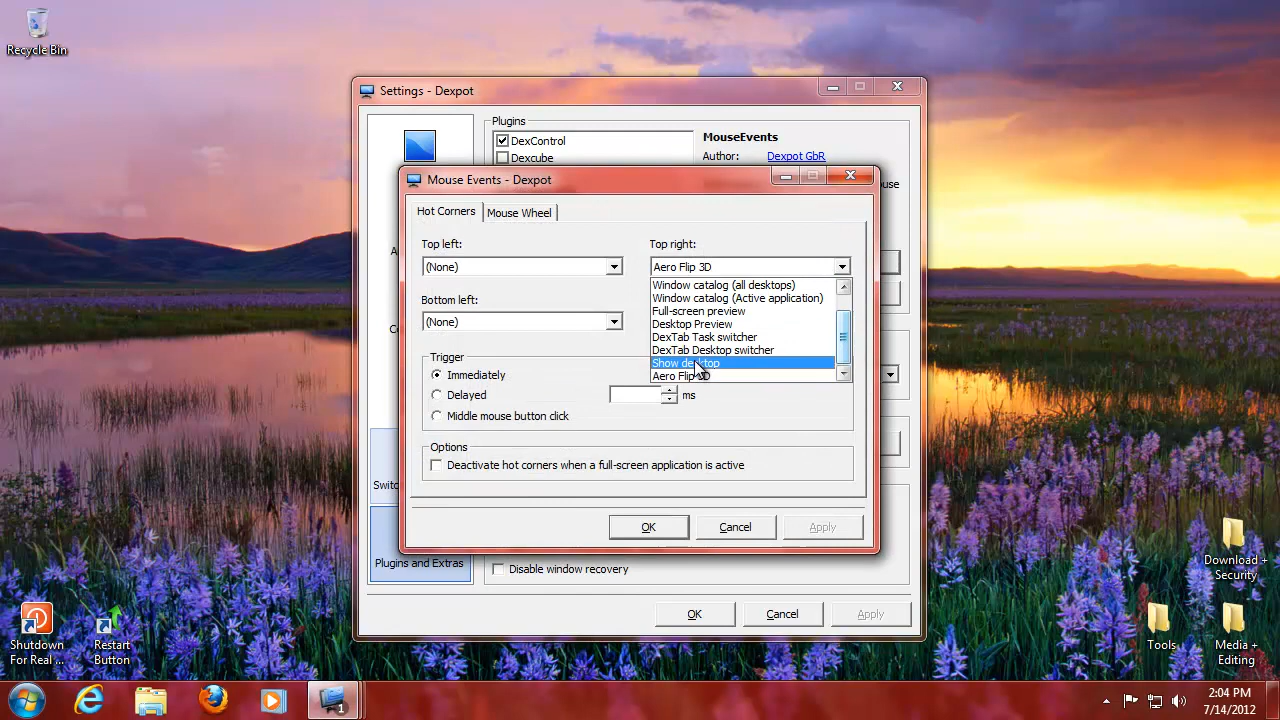 Recycle Bin
Settings - Dexpot
Plugins
DexControl
Dexcube
MouseEvents
Author: Dexpot GbR
Mouse Events - Dexpot
Hot Corners
Mouse Wheel
Top left:
(None)
Top right:
Aero Flip 3D
Window catalog (all desktops)
Window catalog (Active application)
Full-screen preview
Desktop Preview
DexTab Task switcher
DexTab Desktop switcher
Show desktop
Aero Flip 3D
Bottom left:
(None)
Trigger
Immediately
Delayed
ms
Middle mouse button click
Options
Deactivate hot corners when a full-screen application is active
OK
Cancel
Apply
Plugins and Extras
Disable window recovery
OK
Cancel
Apply
Shutdown
For Real ...
Restart
Button
Download +
Security
Tools
Media +
Editing
1
2:04 PM
7/14/2012